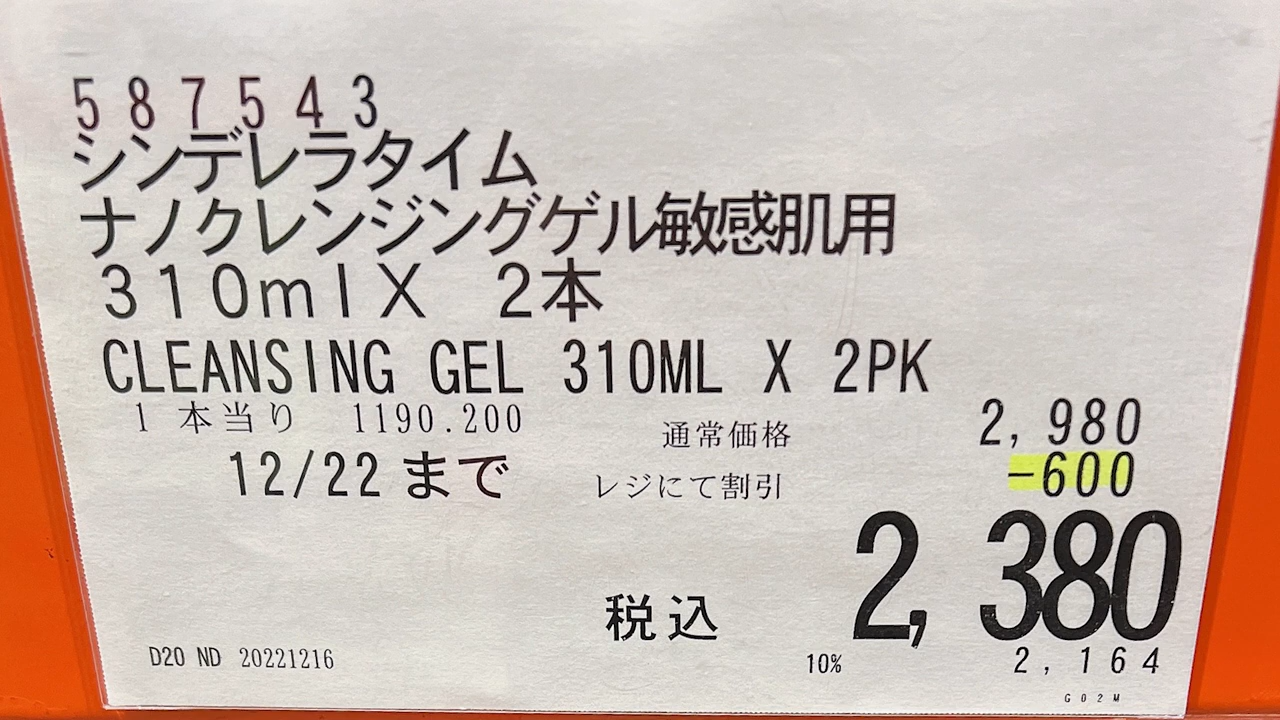 587543
シンデレラタイム
ナノクレンジングゲル敏感肌用
310mlX 2本
CLEANSING GEL 310ML X 2PK
1本当り 1190.200
通常価格 2,980
12/22まで
レジにて割引 -600
税込 2,380
D20 ND 20221216
10% 2,164
G02M